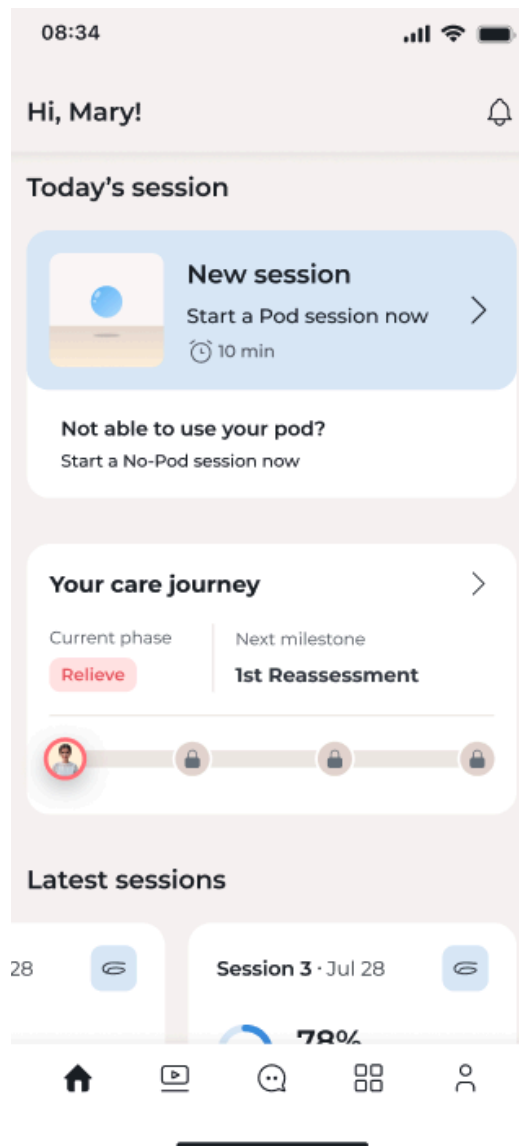 08:34
Hi, Mary!
Today's session
New session
Start a Pod session now
10 min
Not able to use your pod?
Start a No-Pod session now
Your care journey
Current phase
Next milestone
Relieve
1st Reassessment
Latest sessions
28
Session 3 · Jul 28
78%